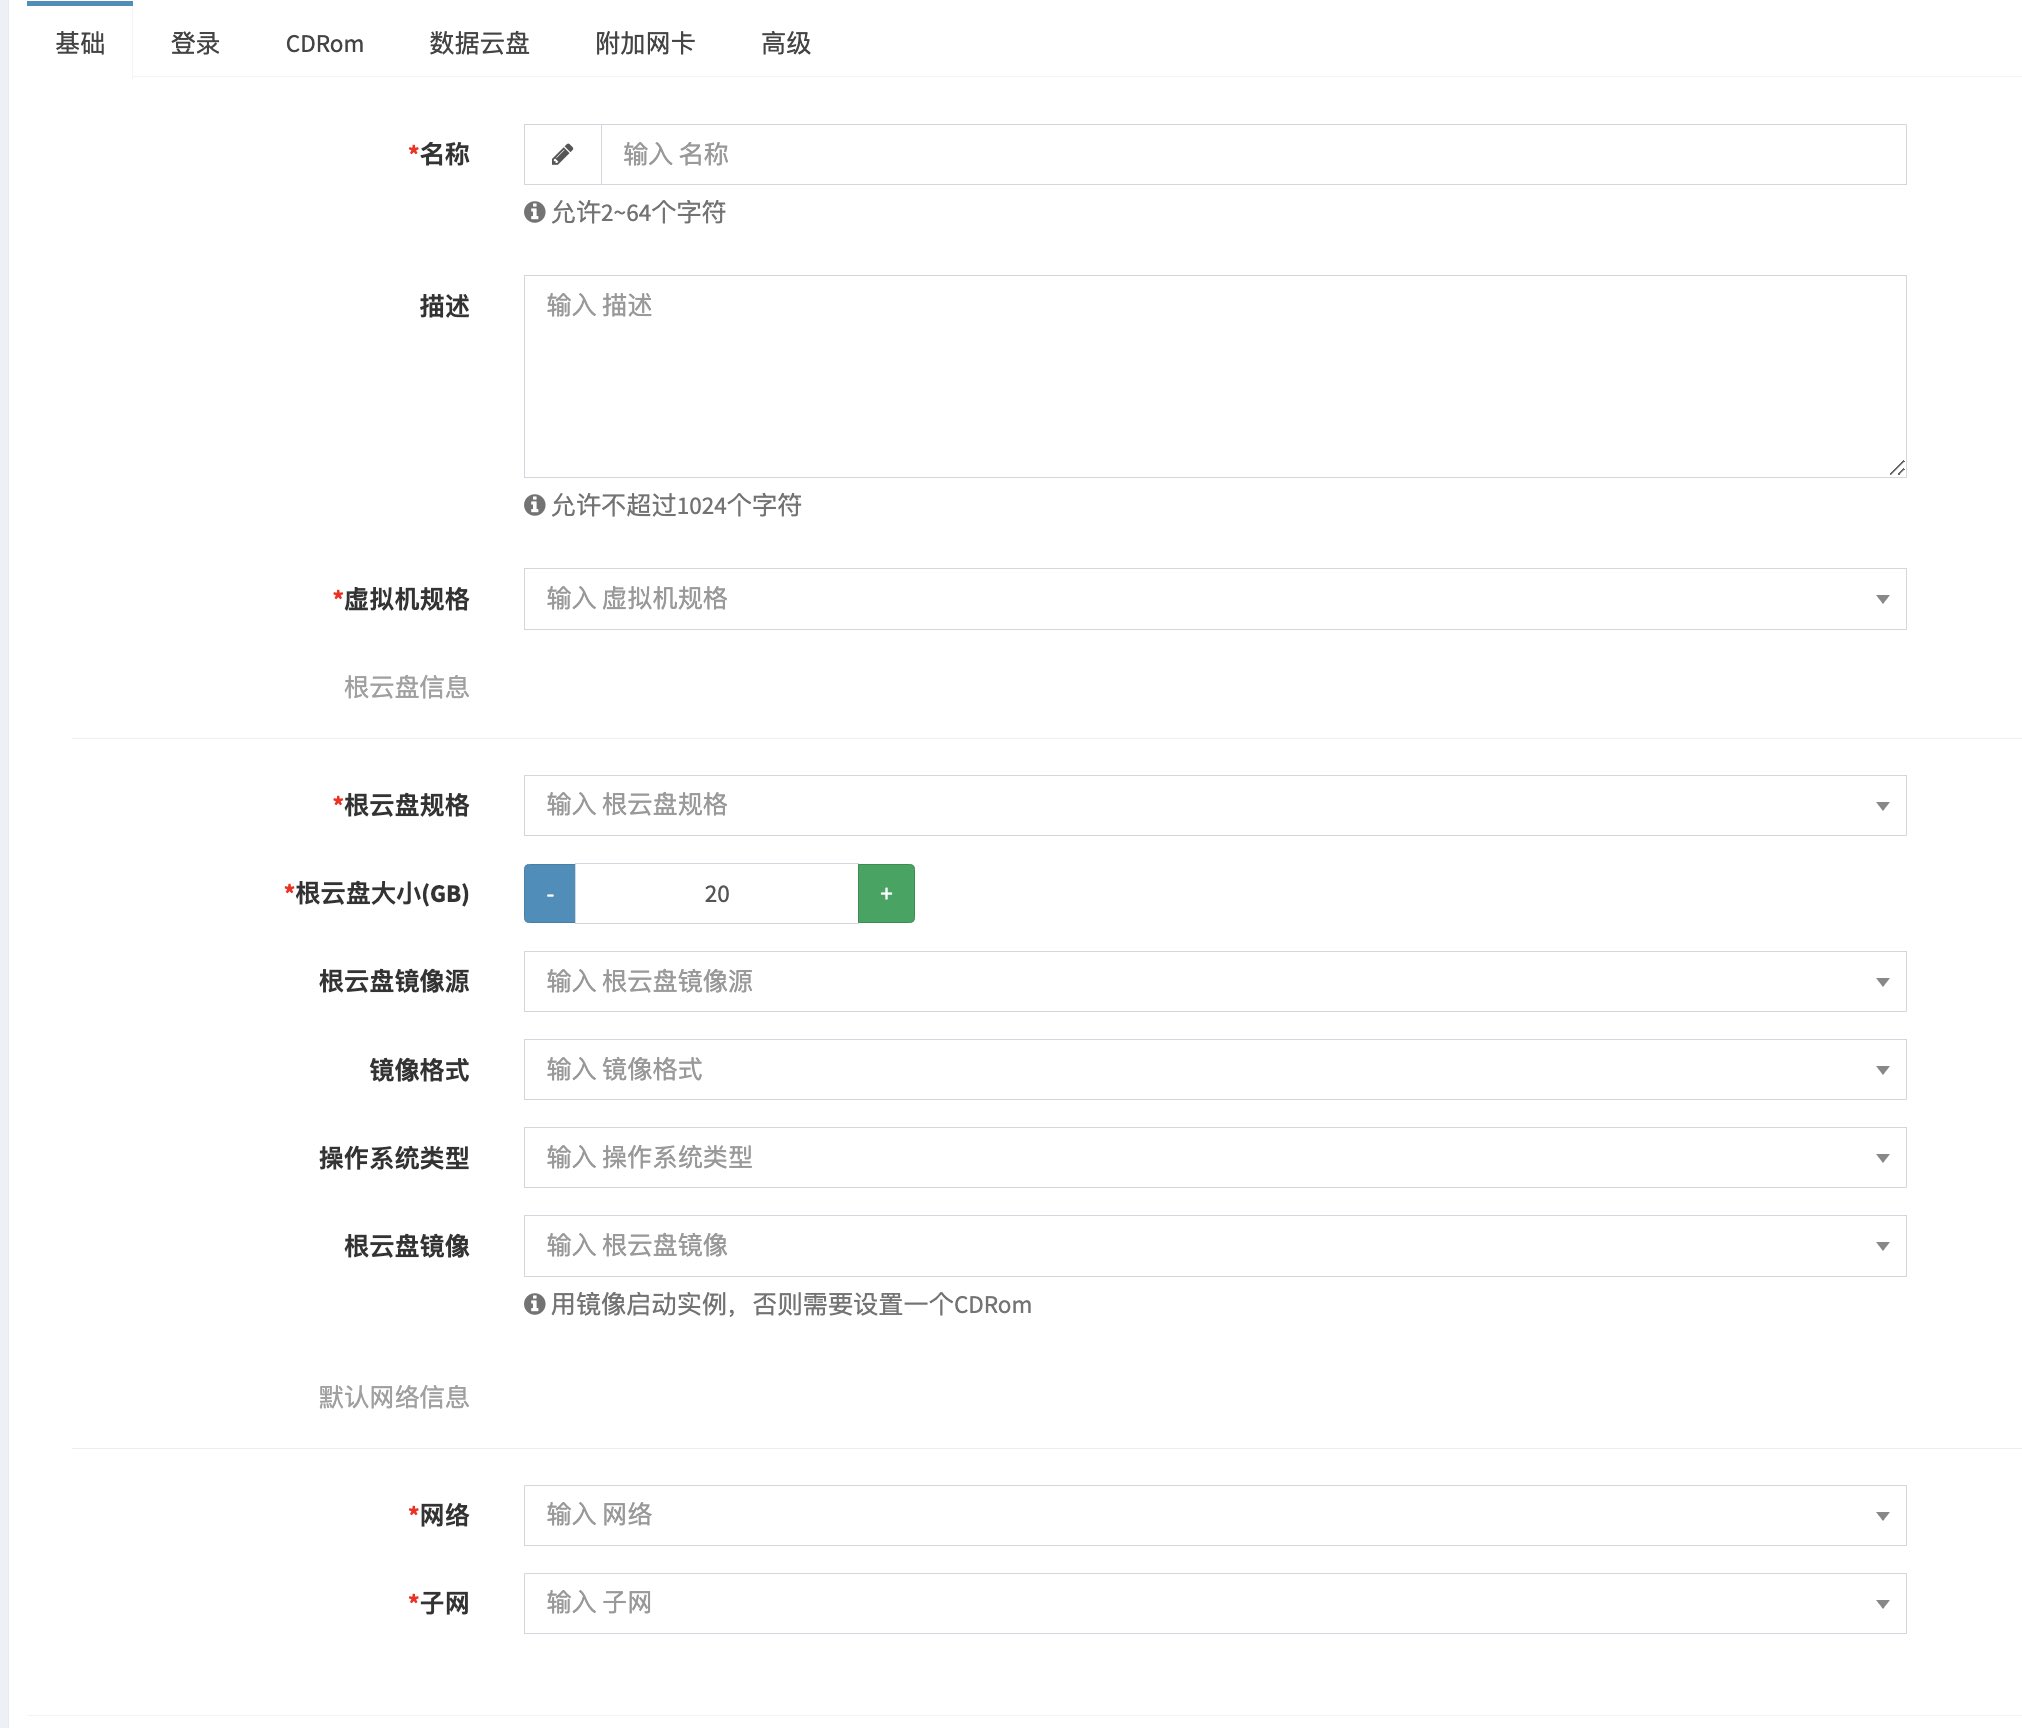 基础 登录 CDRom 数据云盘 附加网卡 高级
*名称 输入 名称
允许2~64个字符
描述 输入 描述
允许不超过1024个字符
*虚拟机规格 输入 虚拟机规格
根云盘信息
*根云盘规格 输入 根云盘规格
*根云盘大小(GB) - 20 +
根云盘镜像源 输入 根云盘镜像源
镜像格式 输入 镜像格式
操作系统类型 输入 操作系统类型
根云盘镜像 输入 根云盘镜像
用镜像启动实例，否则需要设置一个CDRom
默认网络信息
*网络 输入 网络
*子网 输入 子网